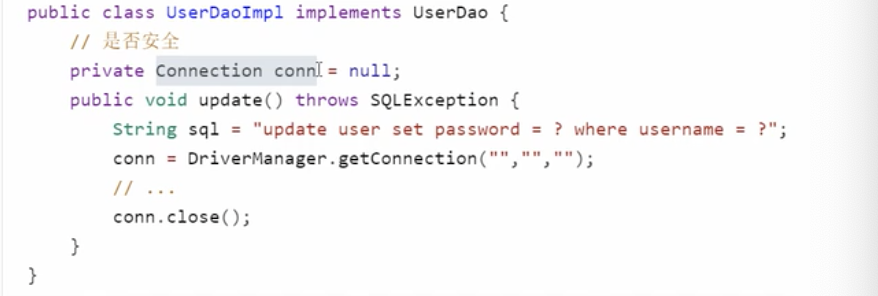 public class UserDaoImpl implements UserDao {
// 是否安全
private Connection conn = null;
public void update() throws SQLException {
String sql = "update user set password = ? where username = ?";
conn = DriverManager.getConnection("","","");
// ...
conn.close();
}
}